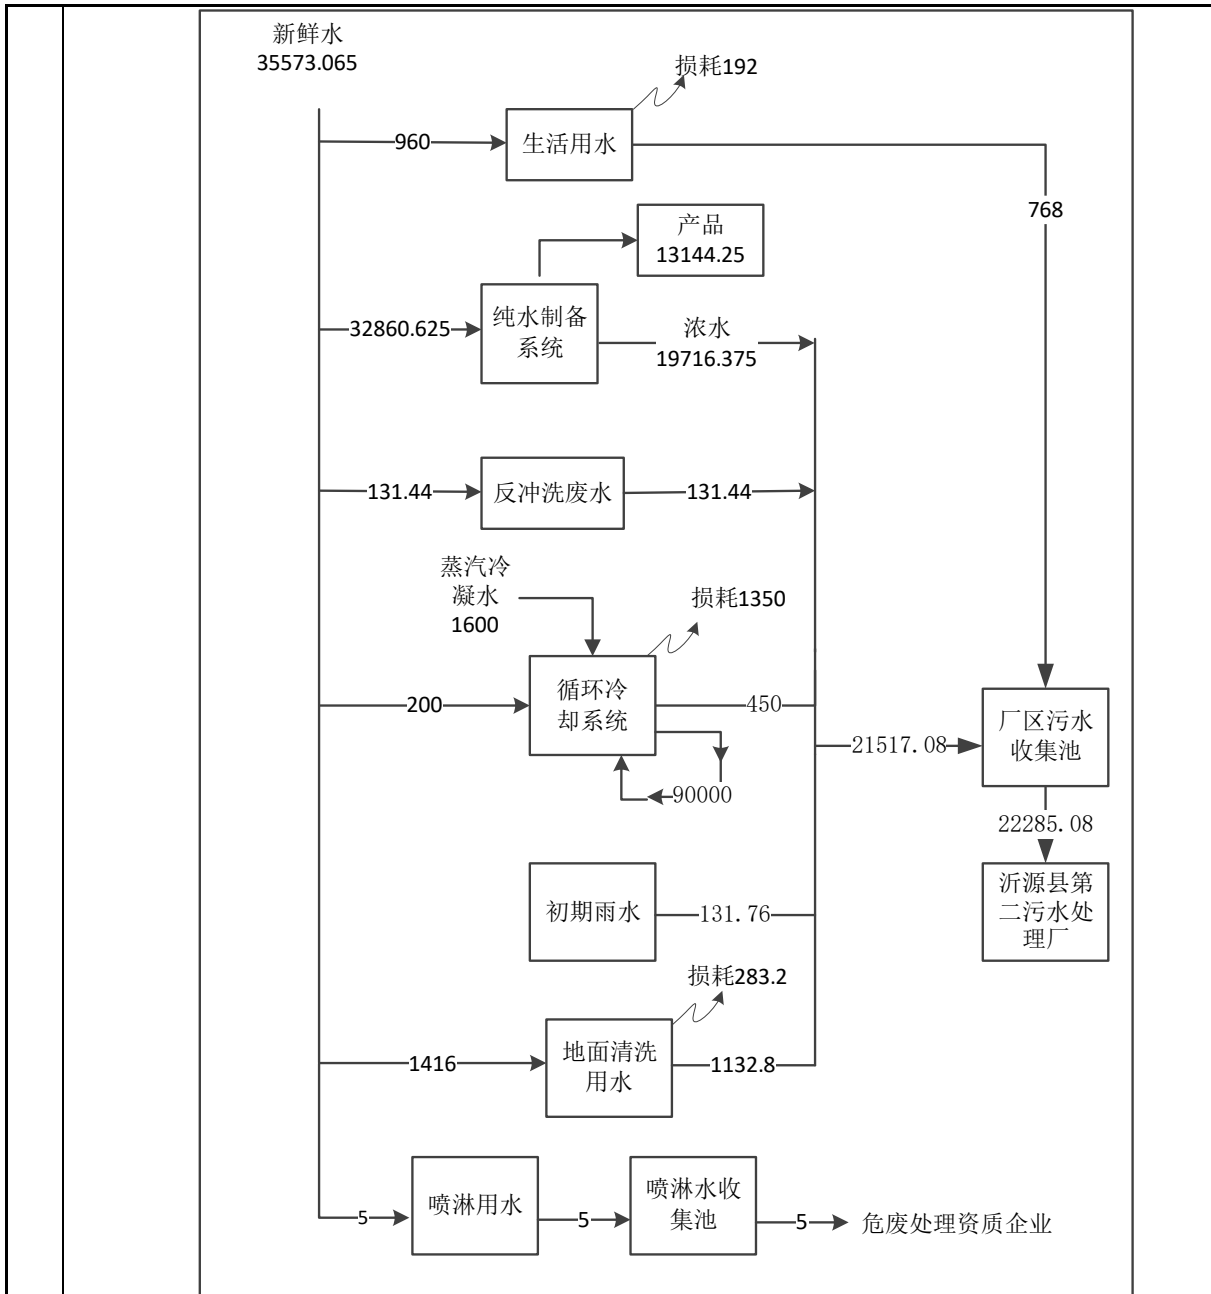 新鲜水
35573.065
损耗192
960
生活用水
768
产品
13144.25
32860.625
纯水制备
系统
浓水
19716.375
131.44
反冲洗废水
131.44
蒸汽冷
凝水
1600
损耗1350
200
循环冷
却系统
450
90000
21517.08
厂区污水
收集池
22285.08
沂源县第
二污水处
理厂
初期雨水
131.76
损耗283.2
1416
地面清洗
用水
1132.8
5
喷淋用水
5
喷淋水收
集池
5
危废处理资质企业